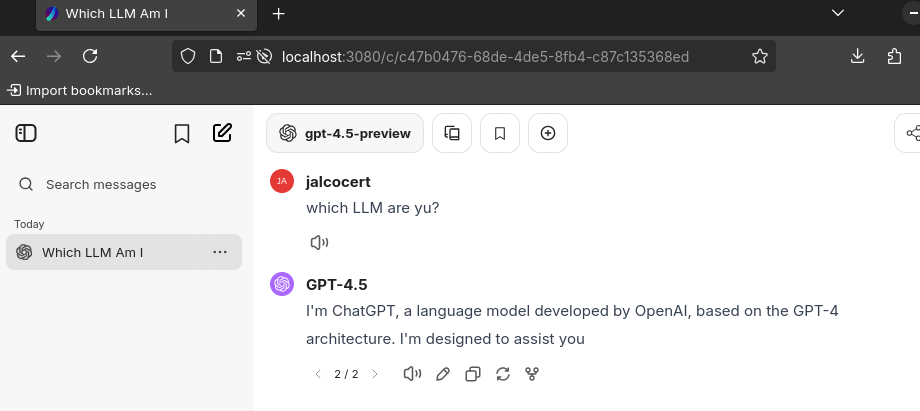 Which LLM Am I
localhost:3080/c/c47b0476-68de-4de5-8fb4-c87c135368ed
Import bookmarks...
gpt-4.5-preview
Search messages
Today
Which LLM Am I
JA
jalcocert
which LLM are yu?
GPT-4.5
I'm ChatGPT, a language model developed by OpenAI, based on the GPT-4
architecture. I'm designed to assist you
2 / 2